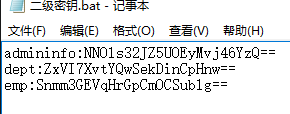 二级密钥.bat - 记事本
文件(F) 编辑(E) 格式(O) 查看(V) 帮助(H)
admininfo:NNO1s32JZ5UOEyMvj46YzQ==
dept:ZxVI7XvtYQwSekDinCpHnw==
emp:Snmm3GEVqHrGpCmOCSub1g==